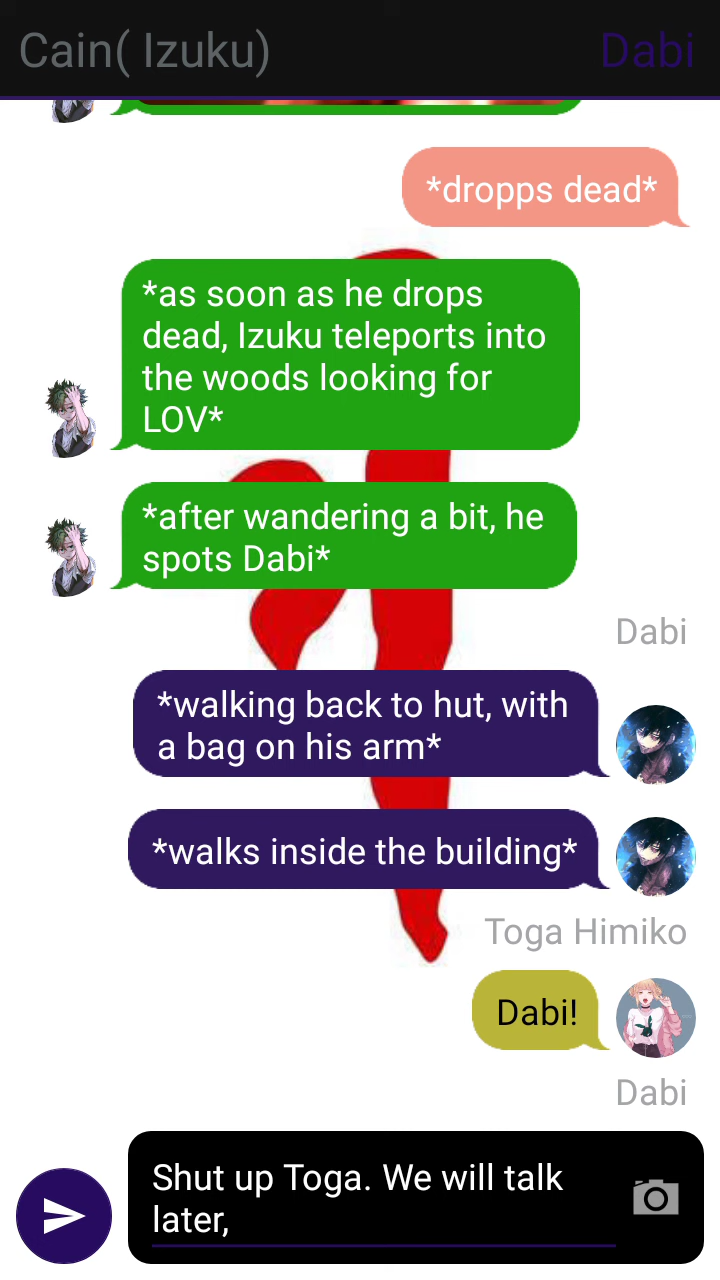 Cain( Izuku)
Dabi
*dropps dead*
*as soon as he drops
dead, Izuku teleports into
the woods looking for
LOV*
*after wandering a bit, he
spots Dabi*
Dabi
*walking back to hut, with
a bag on his arm*
*walks inside the building*
Toga Himiko
Dabi!
Dabi
Shut up Toga. We will talk
later,